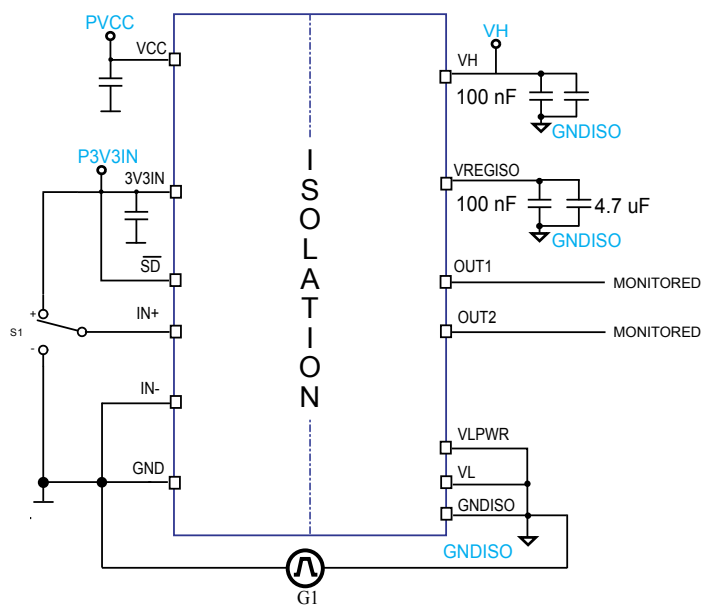 PVCC
VCC
P3V3IN
3V3IN
SD
S1
+
-
IN+
IN-
GND
ISOLATION
VH
VH
100 nF
GNDISO
VREGISO
100 nF
4.7 uF
GNDISO
OUT1
MONITORED
OUT2
MONITORED
VLPWR
VL
GNDISO
GNDISO
G1